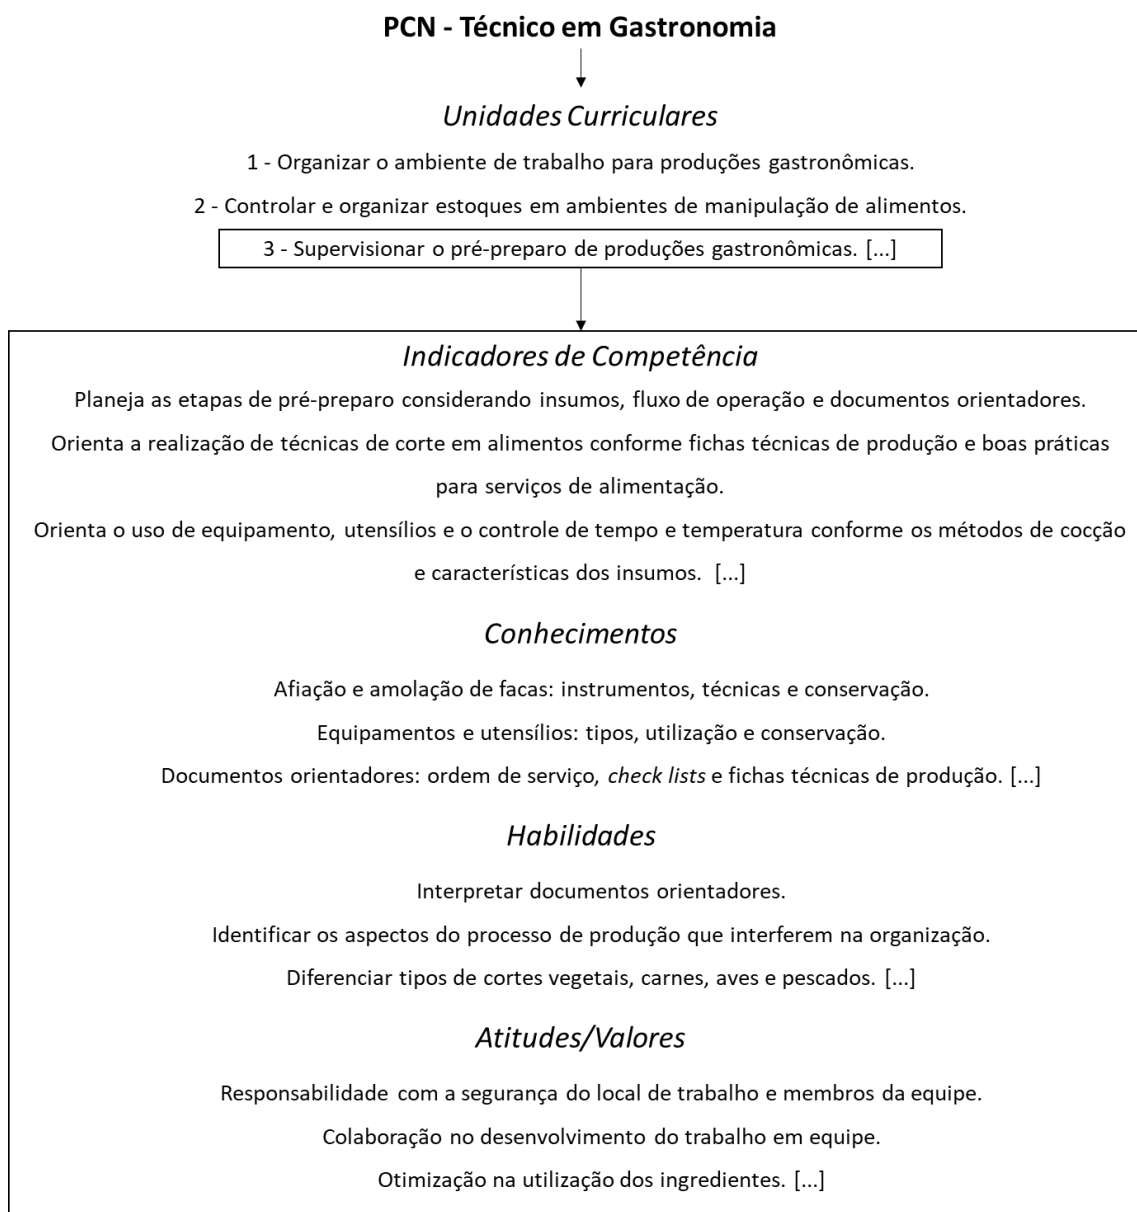 PCN - Técnico em Gastronomia
Unidades Curriculares
1 - Organizar o ambiente de trabalho para produções gastronômicas.
2 - Controlar e organizar estoques em ambientes de manipulação de alimentos.
3 - Supervisionar o pré-preparo de produções gastronômicas. [...]
Indicadores de Competência
Planeja as etapas de pré-preparo considerando insumos, fluxo de operação e documentos orientadores.
Orienta a realização de técnicas de corte em alimentos conforme fichas técnicas de produção e boas práticas
para serviços de alimentação.
Orienta o uso de equipamento, utensílios e o controle de tempo e temperatura conforme os métodos de cocção
e características dos insumos. [...]
Conhecimentos
Afiação e amolação de facas: instrumentos, técnicas e conservação.
Equipamentos e utensílios: tipos, utilização e conservação.
Documentos orientadores: ordem de serviço, check lists e fichas técnicas de produção. [...]
Habilidades
Interpretar documentos orientadores.
Identificar os aspectos do processo de produção que interferem na organização.
Diferenciar tipos de cortes vegetais, carnes, aves e pescados. [...]
Atitudes/Valores
Responsabilidade com a segurança do local de trabalho e membros da equipe.
Colaboração no desenvolvimento do trabalho em equipe.
Otimização na utilização dos ingredientes. [...]